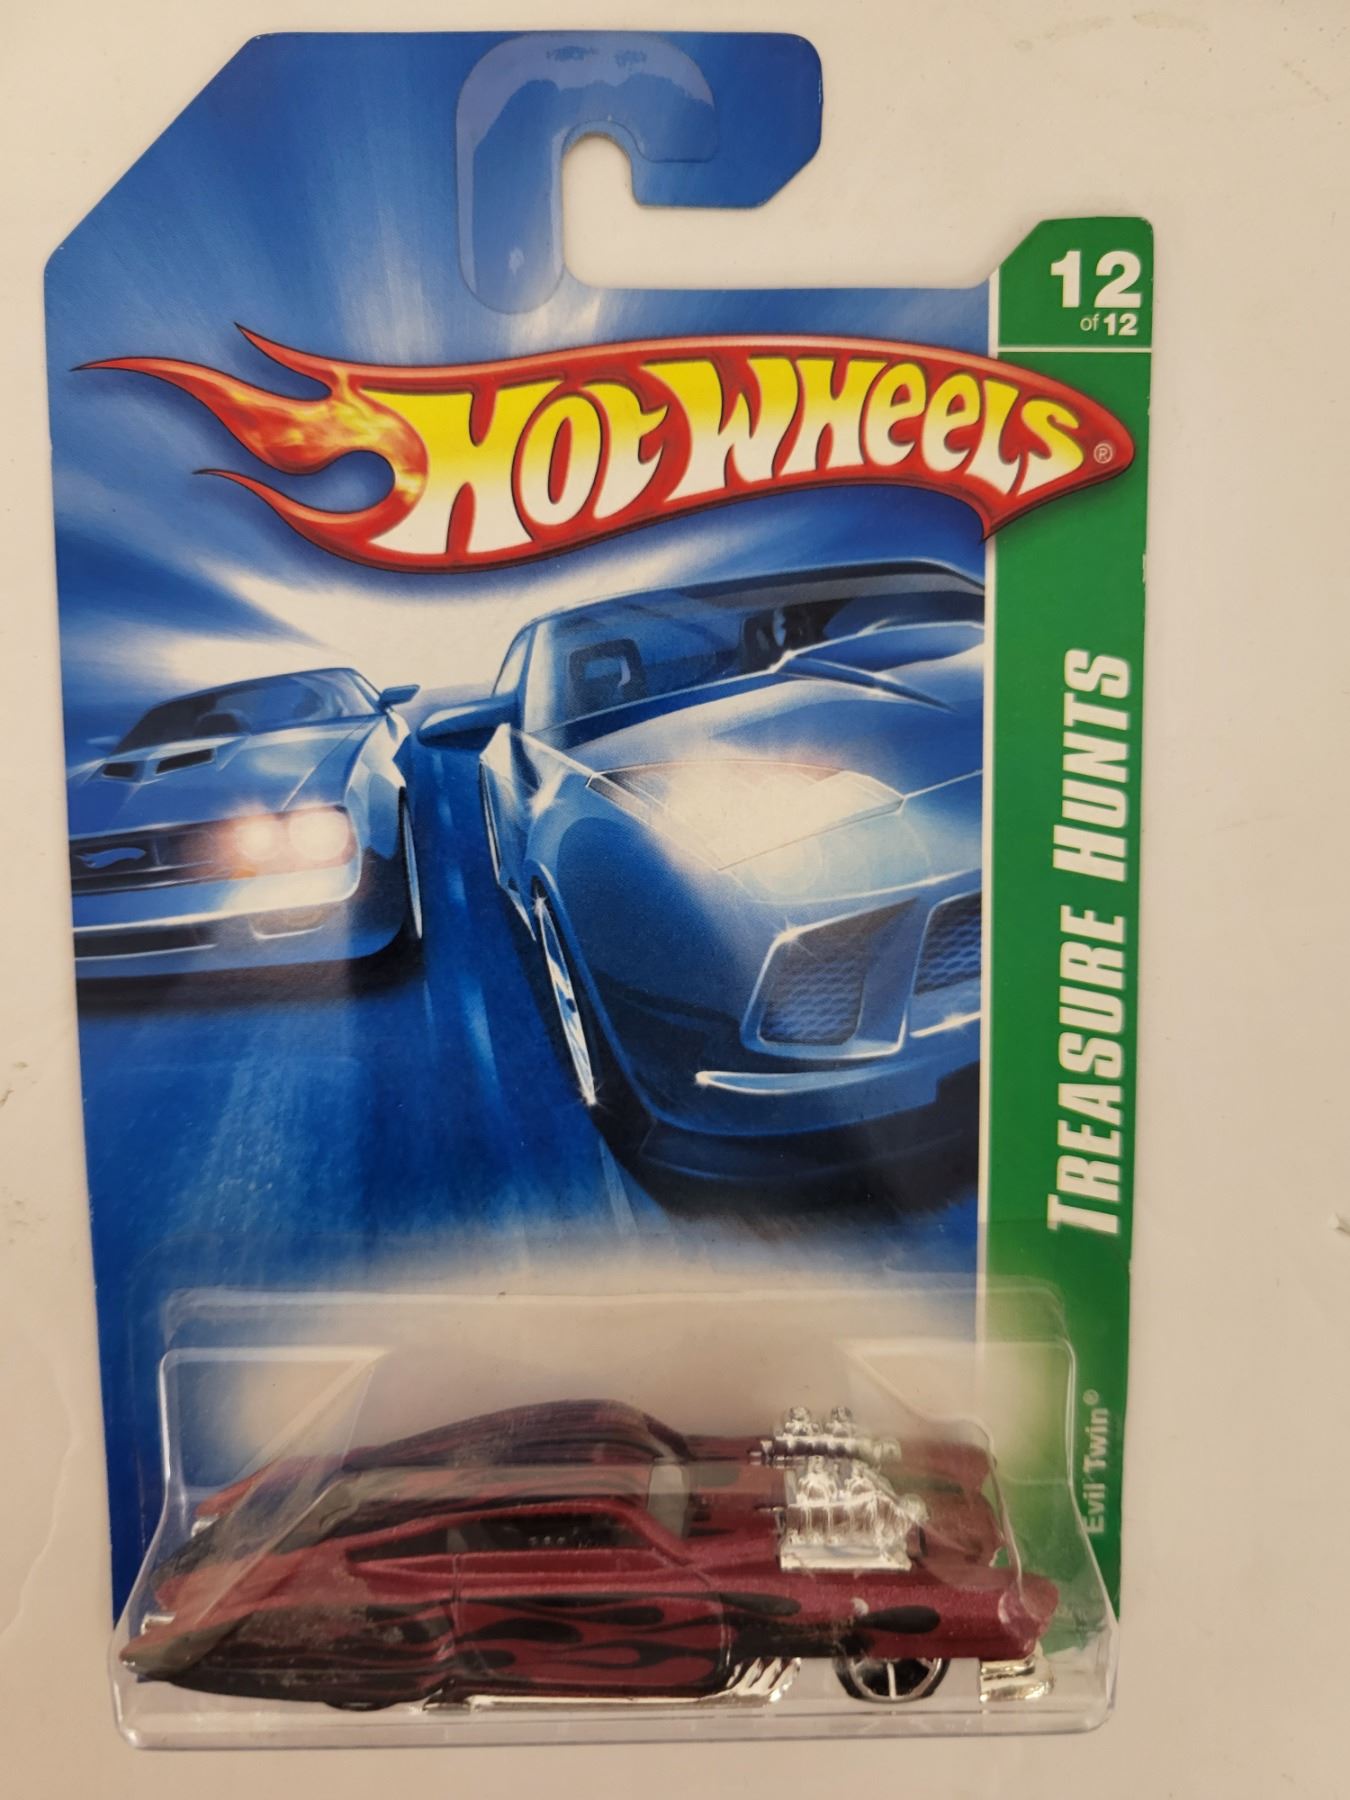 12
of 12
HOT WHEELS ®
TREASURE HUNTS
Evil Twin®